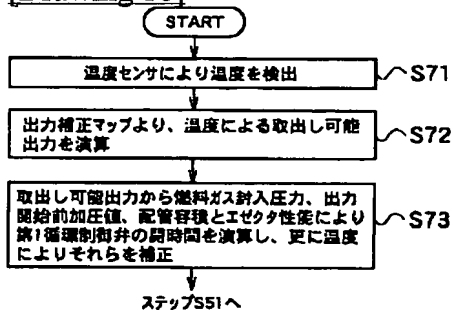 START
温度センサにより温度を検出
S71
出力補正マップより、温度による取出し可能
出力を演算
S72
取出し可能出力から燃料ガス封入圧力、出力
開始前加圧値、配管容積とエゼクタ性能により
第1循環制御弁の開時間を演算し、更に温度
によりそれらを補正
S73
ステップS51へ